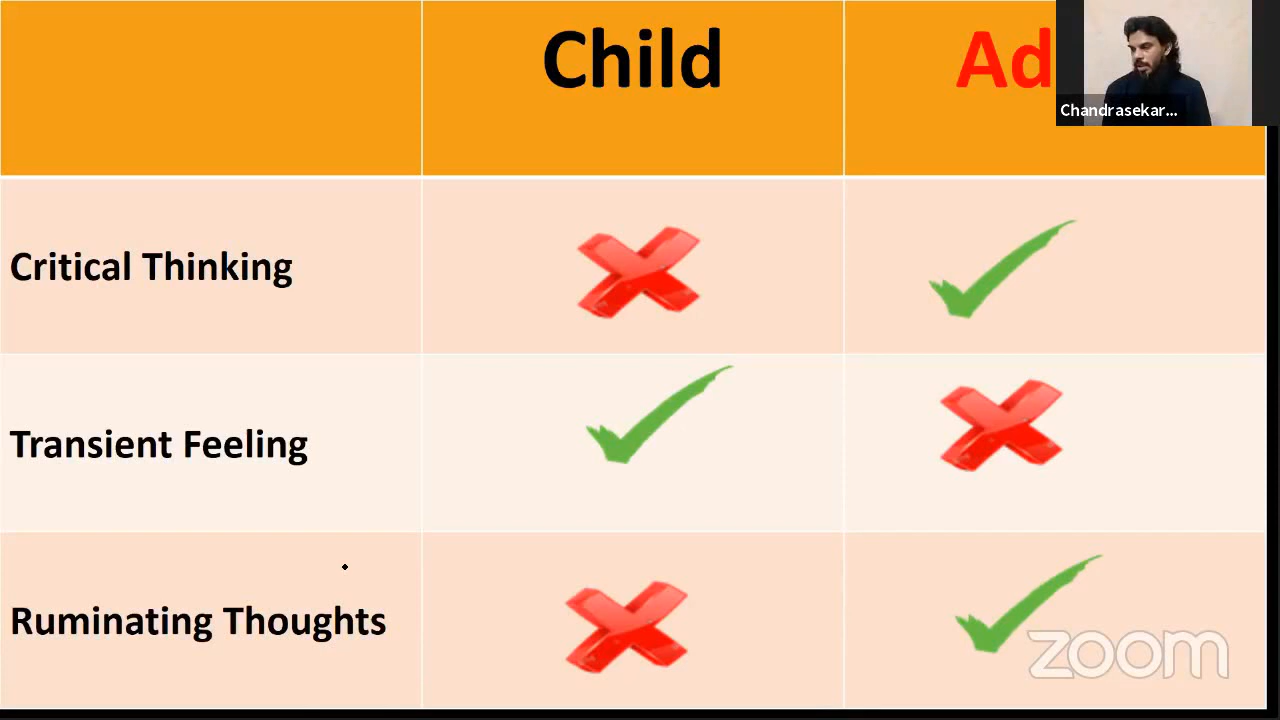 Child
Ad
Chandrasekar...
Critical Thinking
Transient Feeling
Ruminating Thoughts
zoom